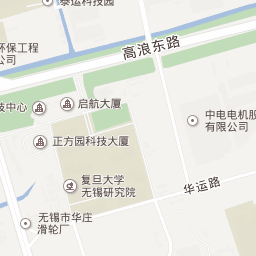 泰运科技园
环保工程
公司
高浪东路
技中心
启航大厦
中电电机股
有限公司
正方园科技大厦
复旦大学
无锡研究院
华运路
无锡市华庄
滑轮厂